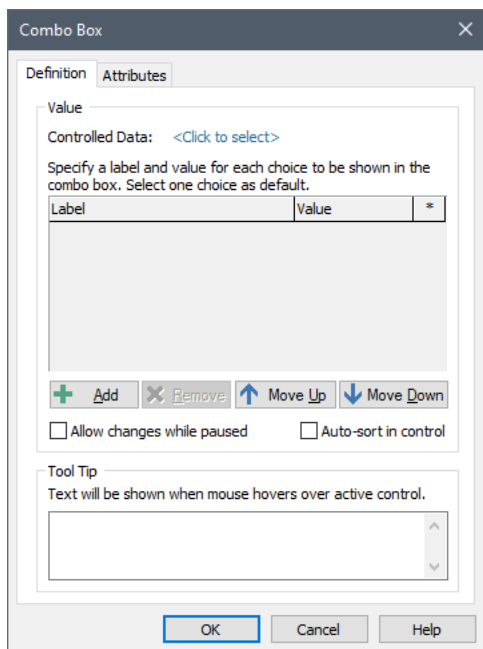 Combo Box
Definition Attributes
Value
Controlled Data: <Click to select>
Specify a label and value for each choice to be shown in the
combo box. Select one choice as default.
Label Value *
Add Remove Move Up Move Down
Allow changes while paused Auto-sort in control
Tool Tip
Text will be shown when mouse hovers over active control.
OK Cancel Help